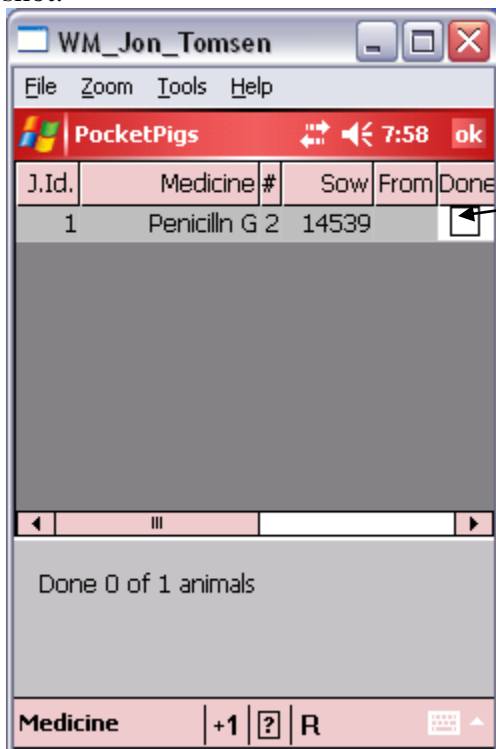 shot.
WM_Jon_Tomsen
File Zoom Tools Help
PocketPigs 7:58 ok
J.Id. Medicine # Sow From Done
1 Penicilln G 2 14539
Done 0 of 1 animals
Medicine +1 ? R